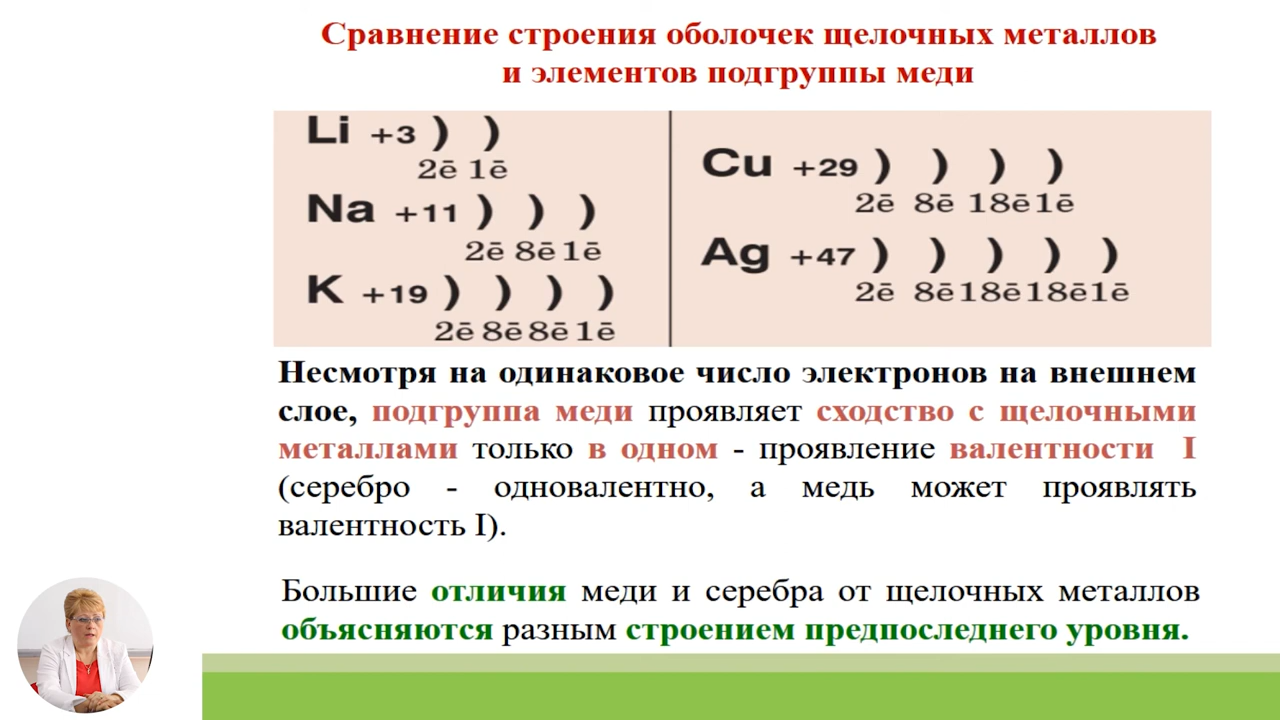 Сравнение строения оболочек щелочных металлов
и элементов подгруппы меди
Li +3 ) )
2ē 1ē
Na +11 ) ) )
2ē 8ē 1ē
K +19 ) ) ) )
2ē 8ē 8ē 1ē
Cu +29 ) ) ) )
2ē 8ē 18ē 1ē
Ag +47 ) ) ) ) )
2ē 8ē 18ē 18ē 1ē
Несмотря на одинаковое число электронов на внешнем
слое, подгруппа меди проявляет сходство с щелочными
металлами только в одном - проявление валентности I
(серебро - одновалентно, а медь может проявлять
валентность I).
Большие отличия меди и серебра от щелочных металлов
объясняются разным строением предпоследнего уровня.